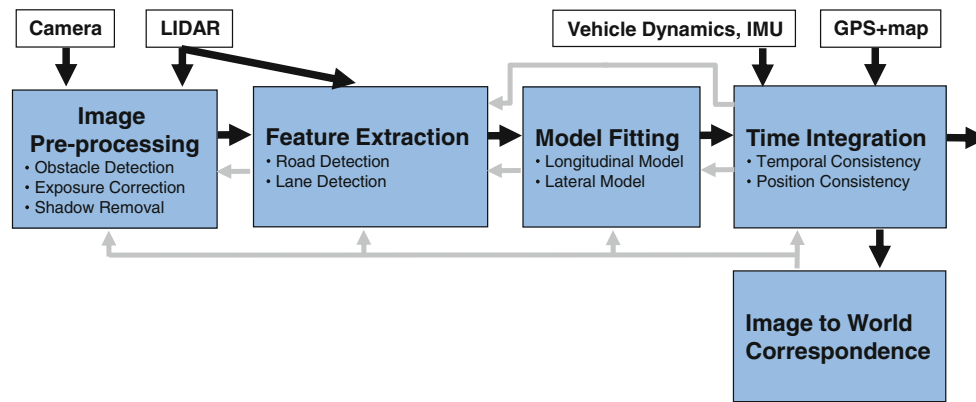 Camera
LIDAR
Vehicle Dynamics, IMU
GPS+map
Image
Pre-processing
• Obstacle Detection
• Exposure Correction
• Shadow Removal
Feature Extraction
• Road Detection
• Lane Detection
Model Fitting
• Longitudinal Model
• Lateral Model
Time Integration
• Temporal Consistency
• Position Consistency
Image to World
Correspondence